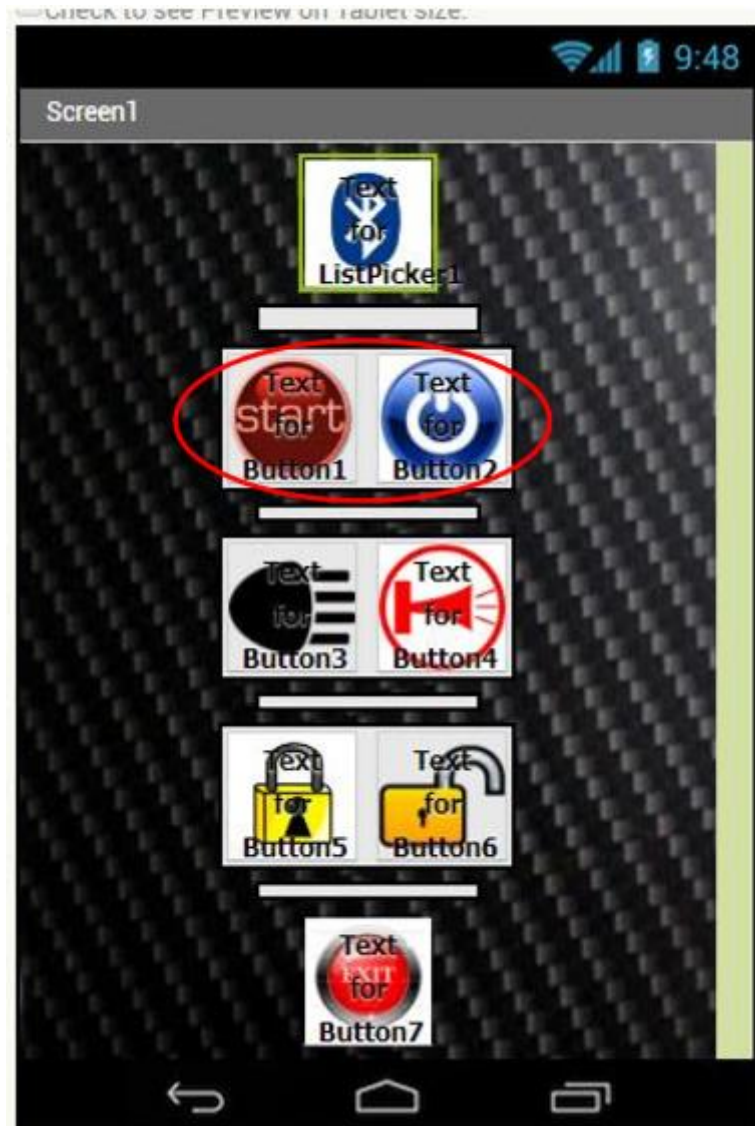 Check to see Preview on Tablet size.
9:48
Screen1
Text
for
ListPicker1
start
Text
for
Button1
Text
for
Button2
Text
for
Button3
Text
for
Button4
Text
for
Button5
Text
for
Button6
EXIT
Text
for
Button7